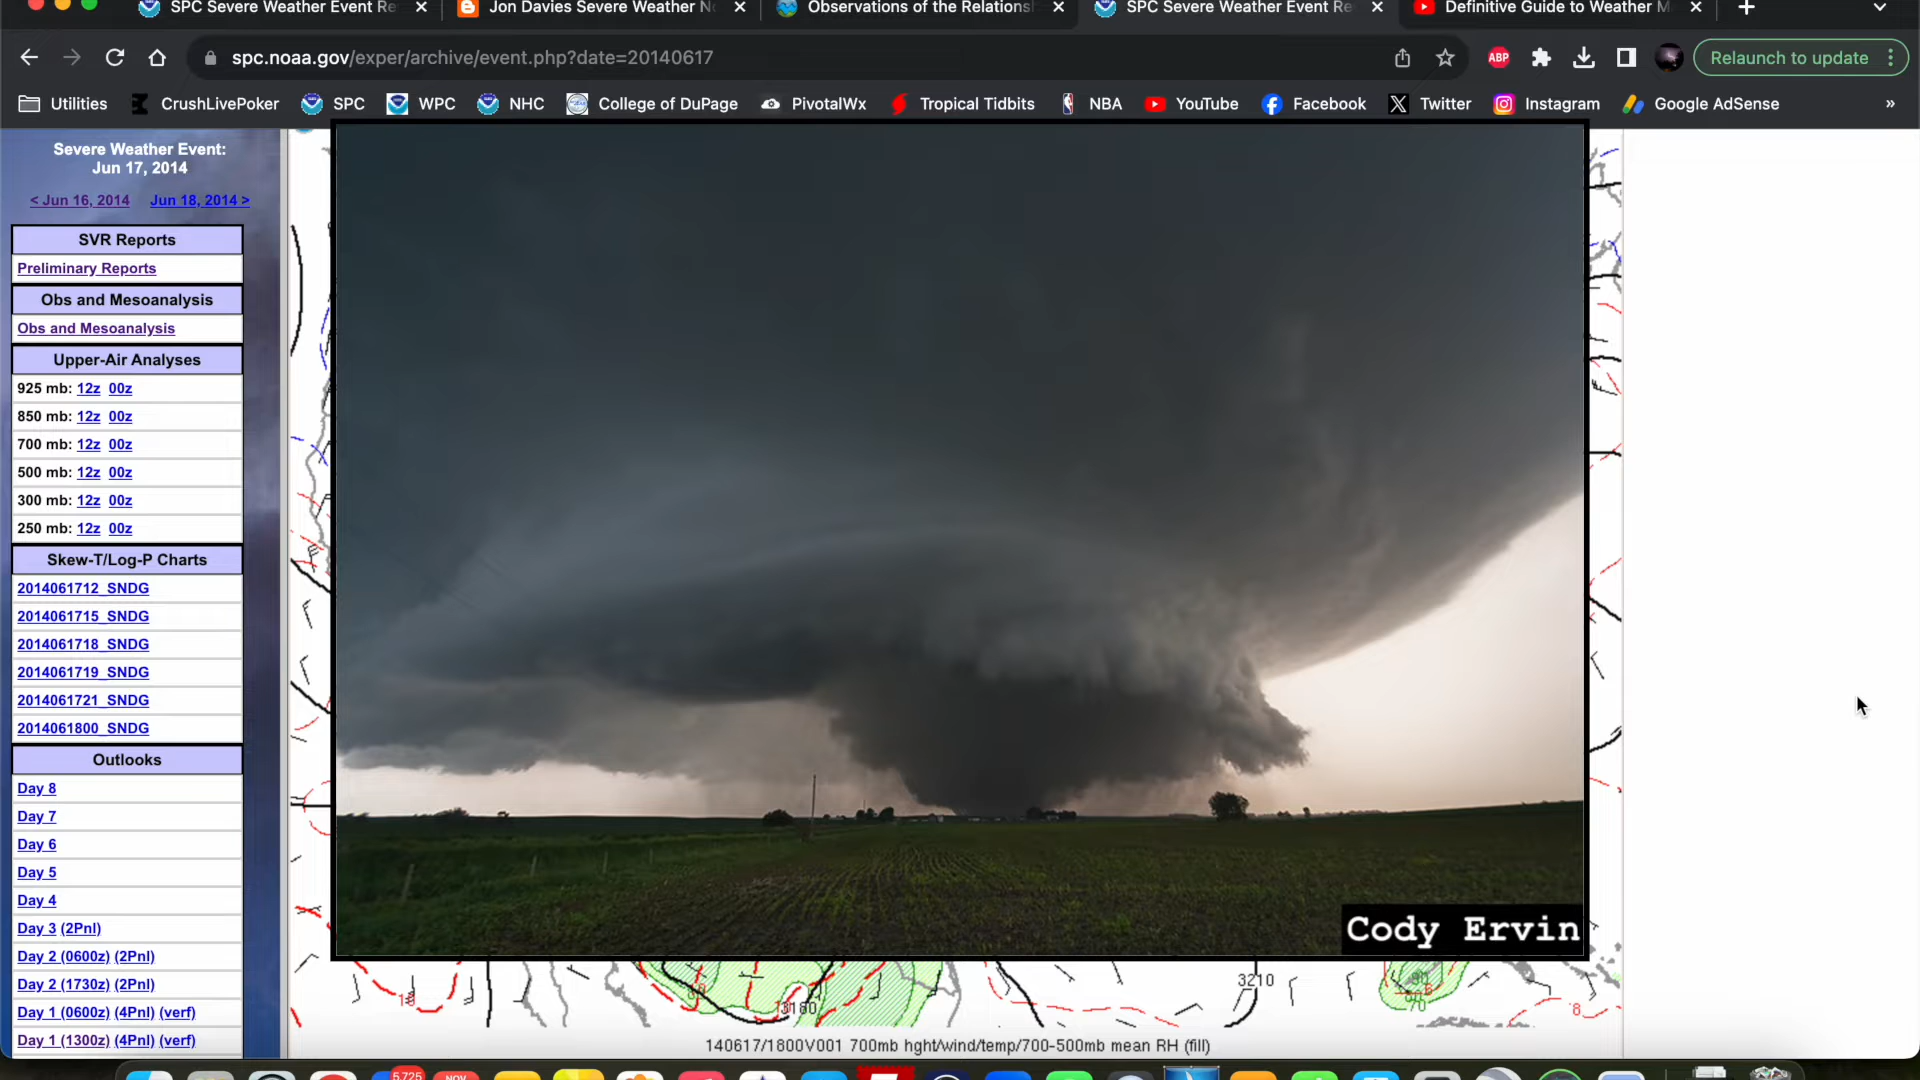 SPC Severe Weather Event Re
Jon Davies Severe Weather N
Observations of the Relations
SPC Severe Weather Event Re
Definitive Guide to Weather M
spc.noaa.gov/exper/archive/event.php?date=20140617
ABP
Relaunch to update
Utilities
CrushLivePoker
SPC
WPC
NHC
College of DuPage
PivotalWx
Tropical Tidbits
NBA
YouTube
Facebook
Twitter
Instagram
Google AdSense
»
Severe Weather Event:
Jun 17, 2014
< Jun 16, 2014 Jun 18, 2014 >
SVR Reports
Preliminary Reports
Obs and Mesoanalysis
Obs and Mesoanalysis
Upper-Air Analyses
925 mb: 12z 00z
850 mb: 12z 00z
700 mb: 12z 00z
500 mb: 12z 00z
300 mb: 12z 00z
250 mb: 12z 00z
Skew-T/Log-P Charts
2014061712_SNDG
2014061715_SNDG
2014061718_SNDG
2014061719_SNDG
2014061721_SNDG
2014061800_SNDG
Outlooks
Day 8
Day 7
Day 6
Day 5
Day 4
Day 3 (2Pnl)
Day 2 (0600z) (2Pnl)
Day 2 (1730z) (2Pnl)
Day 1 (0600z) (4Pnl) (verf)
Day 1 (1300z) (4Pnl) (verf)
Cody Ervin
3210
3180
70
8
140617/1800V001 700mb hght/wind/temp/700-500mb mean RH (fill)
5,725
NOV